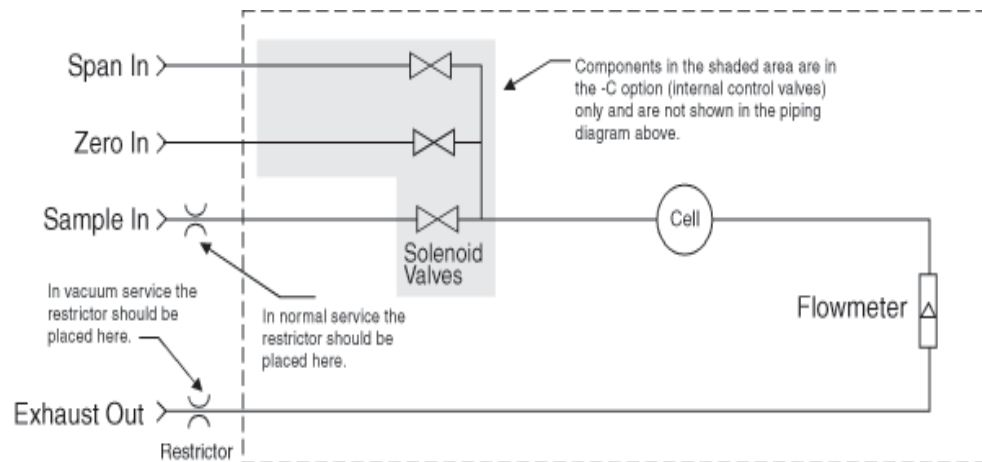 Span In
Components in the shaded area are in
the -C option (internal control valves)
only and are not shown in the piping
diagram above.
Zero In
Sample In
Cell
Solenoid
Valves
In vacuum service the
restrictor should be
placed here.
In normal service the
restrictor should be
placed here.
Flowmeter
Exhaust Out
Restrictor